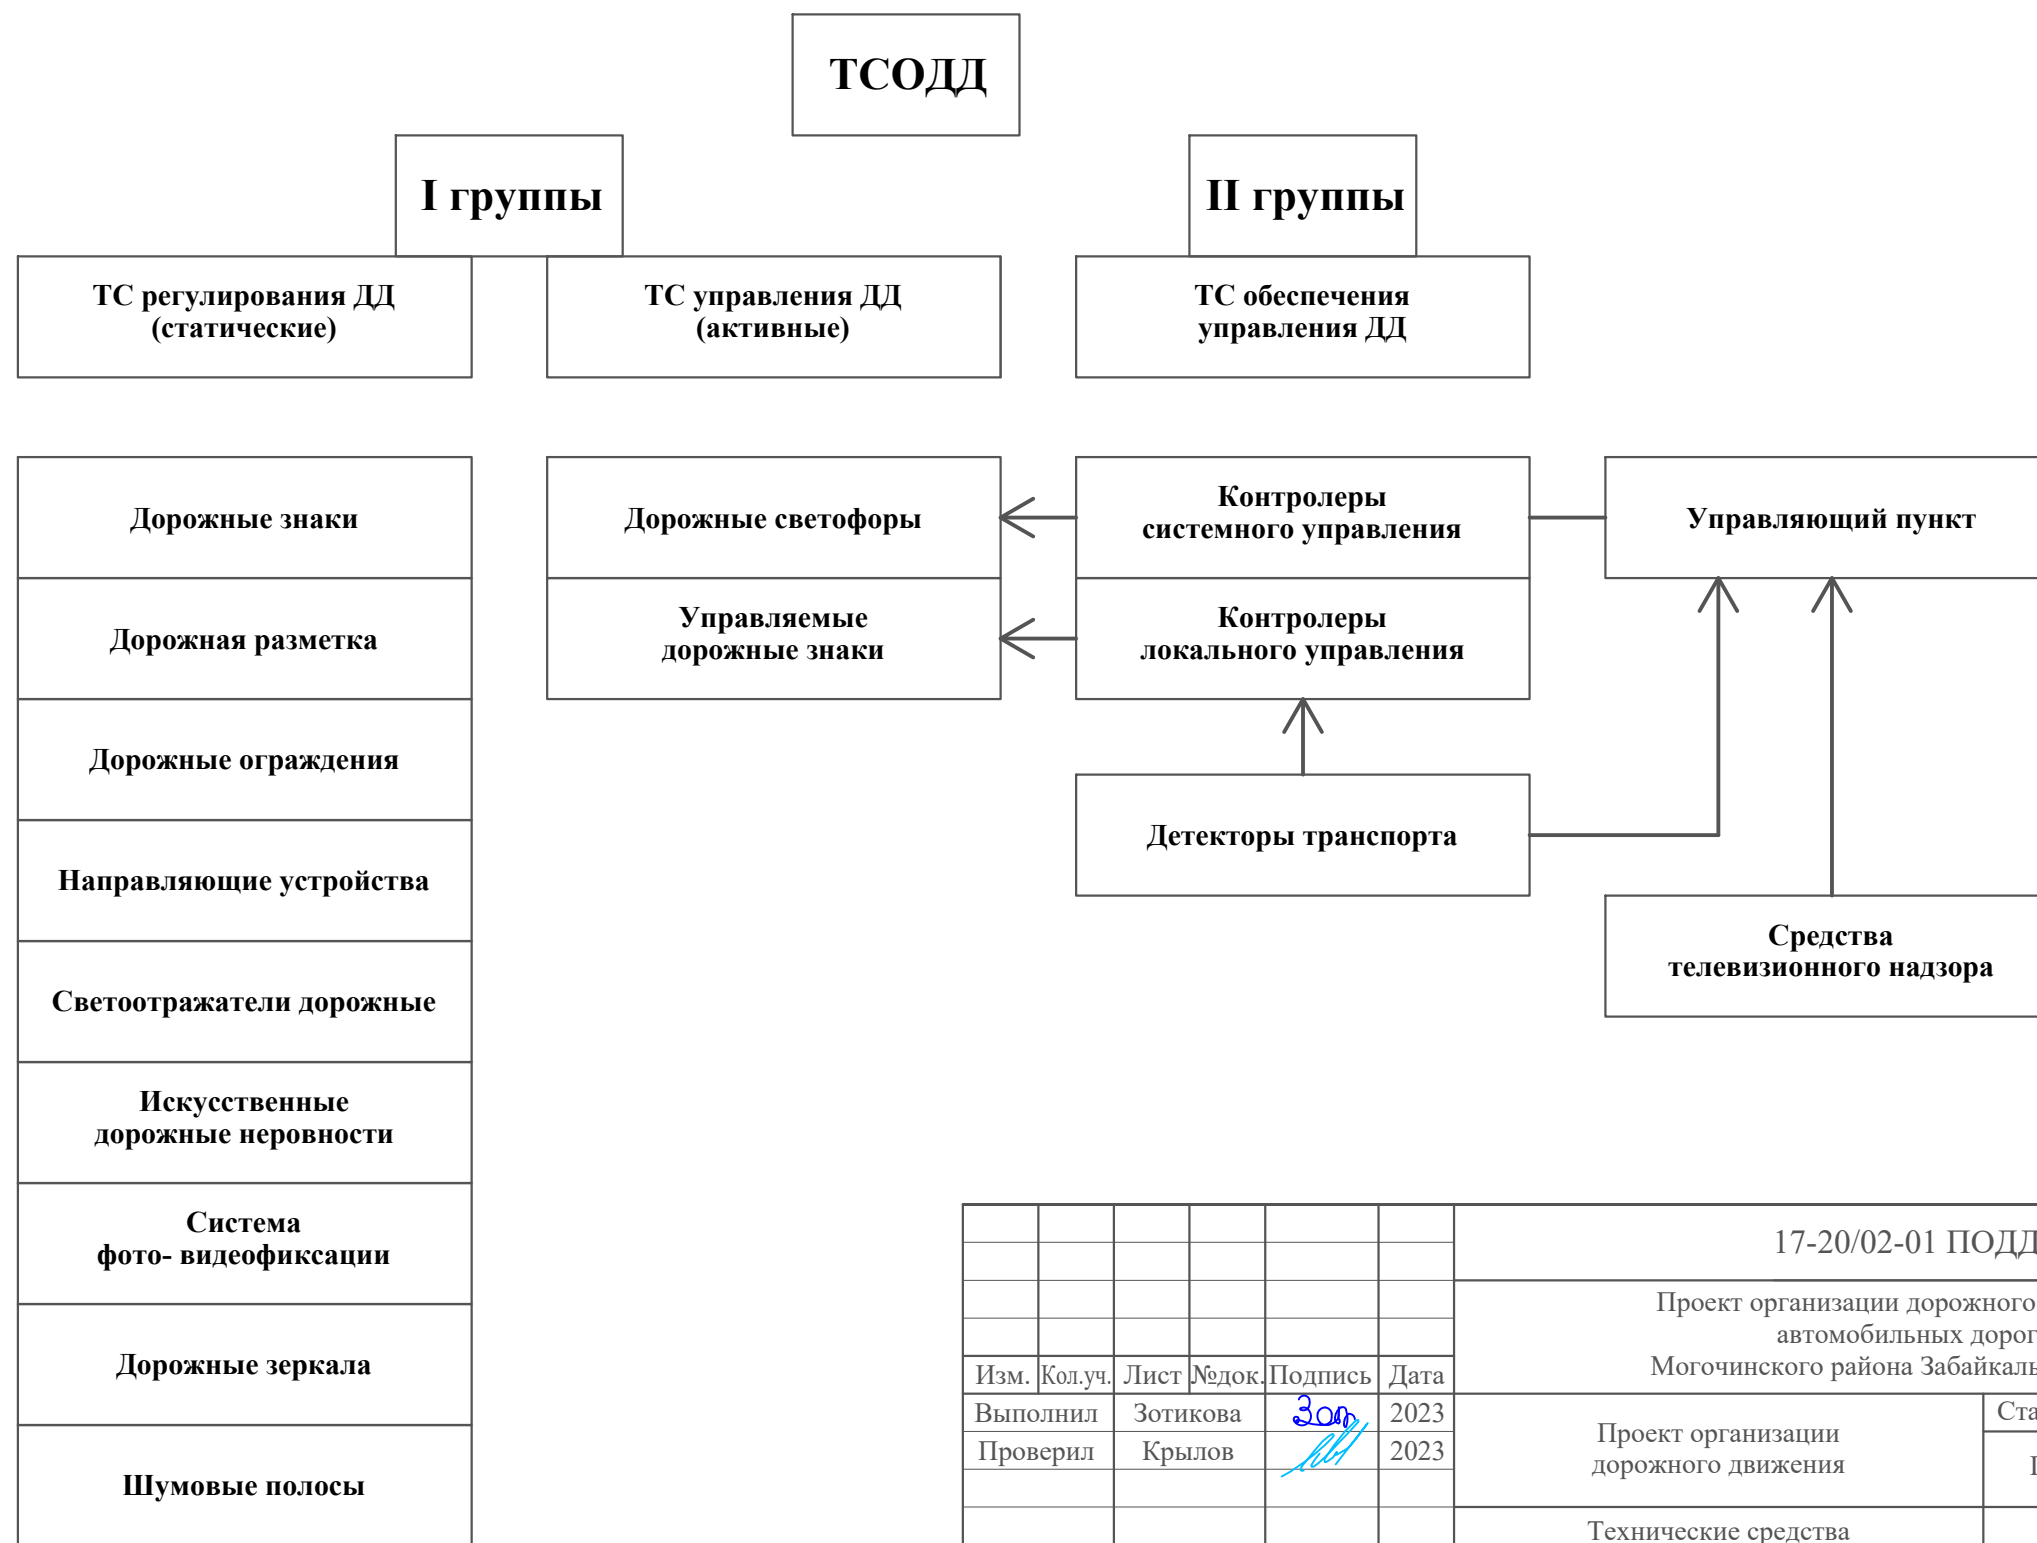 ТСОДД
I группы
II группы
ТС регулирования ДД
(статические)
ТС управления ДД
(активные)
ТС обеспечения
управления ДД
Дорожные знаки
Дорожные светофоры
Контролеры
системного управления
Управляющий пункт
Дорожная разметка
Управляемые
дорожные знаки
Контролеры
локального управления
Дорожные ограждения
Детекторы транспорта
Направляющие устройства
Средства
телевизионного надзора
Светоотражатели дорожные
Искусственные
дорожные неровности
Система
фото- видеофиксации
Дорожные зеркала
Шумовые полосы
17-20/02-01 ПОДД
Проект организации дорожного
автомобильных дорог
Могочинского района Забайкаль
Изм. Кол.уч. Лист №док. Подпись Дата
Выполнил Зотикова Зот 2023
Проверил Крылов 2023
Проект организации
дорожного движения
Ста
Технические средства